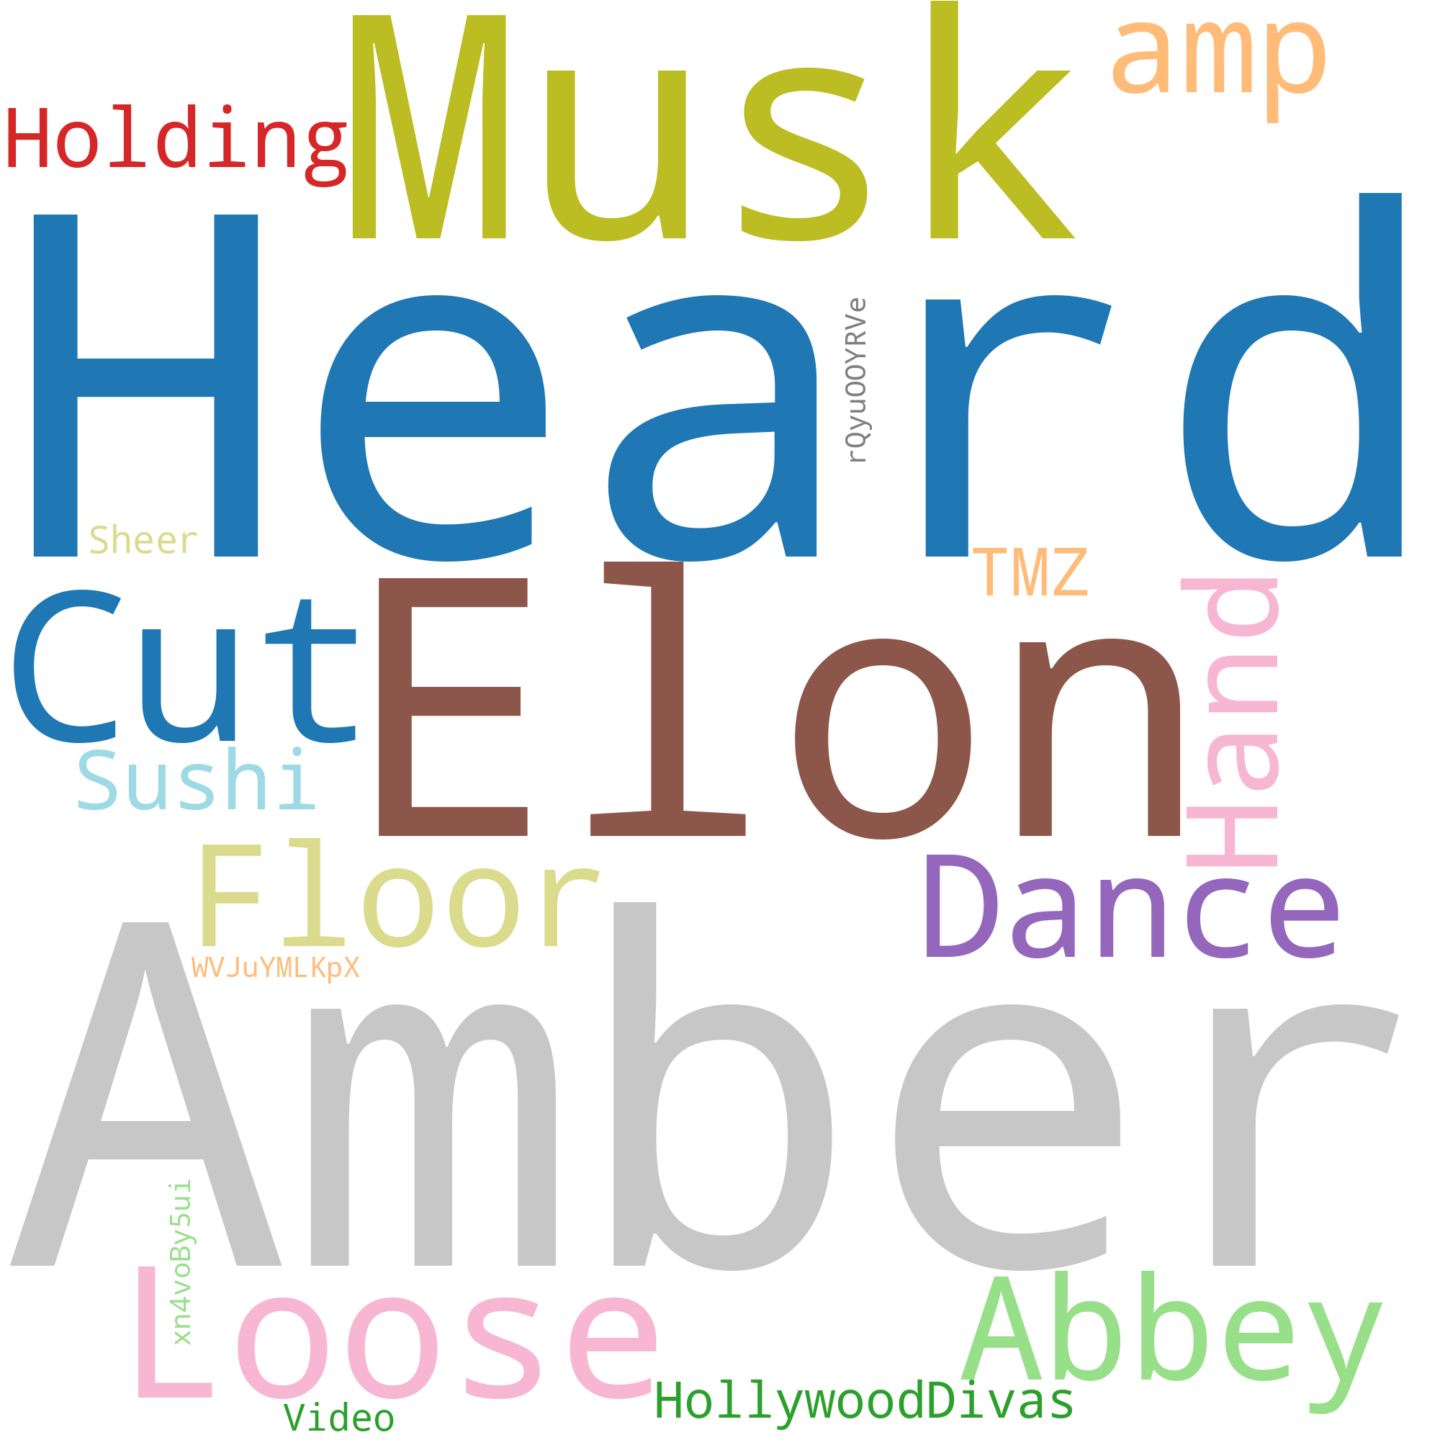 Musk
amp
Holding
Heard
rQyuOOYRVe
Sheer
TMZ
Cut
Elon
Hand
Sushi
Floor
Dance
WVJuYMLKpX
Amber
xn4voBy5ui
Loose
Abbey
HollywoodDivas
Video